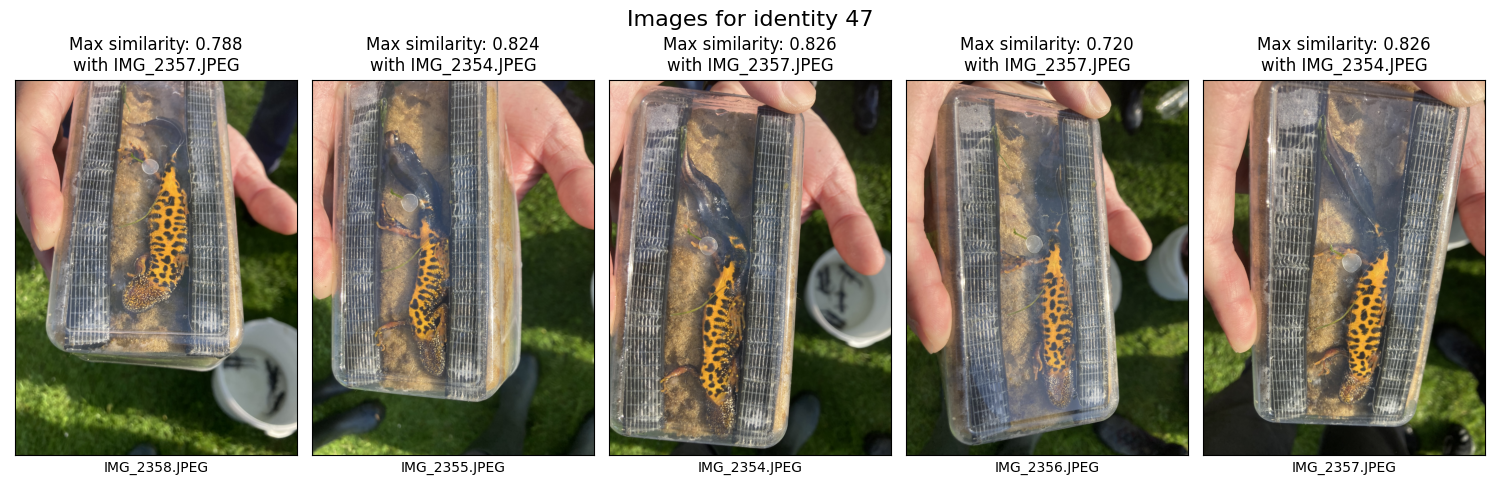 Images for identity 47
Max similarity: 0.788
with IMG_2357.JPEG
Max similarity: 0.824
with IMG_2354.JPEG
Max similarity: 0.826
with IMG_2357.JPEG
Max similarity: 0.720
with IMG_2357.JPEG
Max similarity: 0.826
with IMG_2354.JPEG
IMG_2358.JPEG
IMG_2355.JPEG
IMG_2354.JPEG
IMG_2356.JPEG
IMG_2357.JPEG